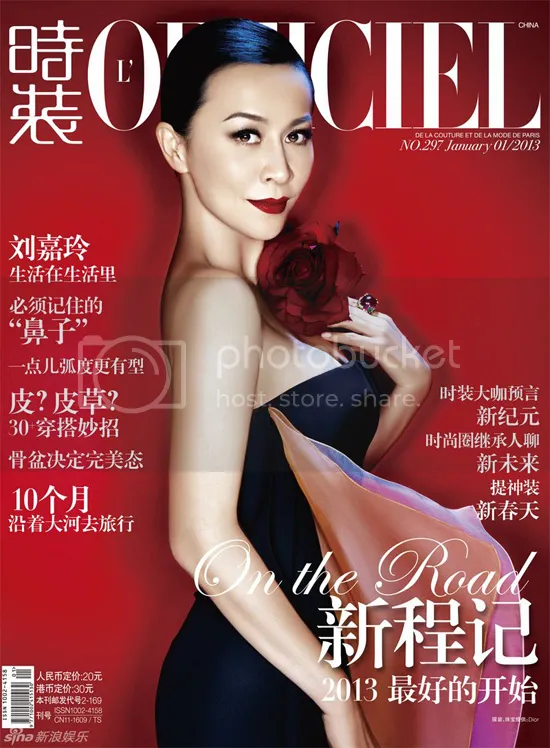 時装
L'OFFICIEL
CHINA
DE LA COUTURE ET DE LA MODE DE PARIS
NO.297 January 01/2013
刘嘉玲
生活在生活里
必须记住的
“鼻子”
一点儿弧度更有型
皮?皮草?
30+穿搭妙招
骨盆决定完美态
10个月
沿着大河去旅行
photobucket
host. store. share.
时装大咖预言
新纪元
时尚圈继承人聊
新未来
提神装
新春天
On the Road
新程记
2013 最好的开始
人民币定价:20元
港币定价:30元
本刊邮发代号2-169
刊号 ISSN1002-4158
CN11-1609 / TS
ISSN 1002-4158
sina 新浪娱乐